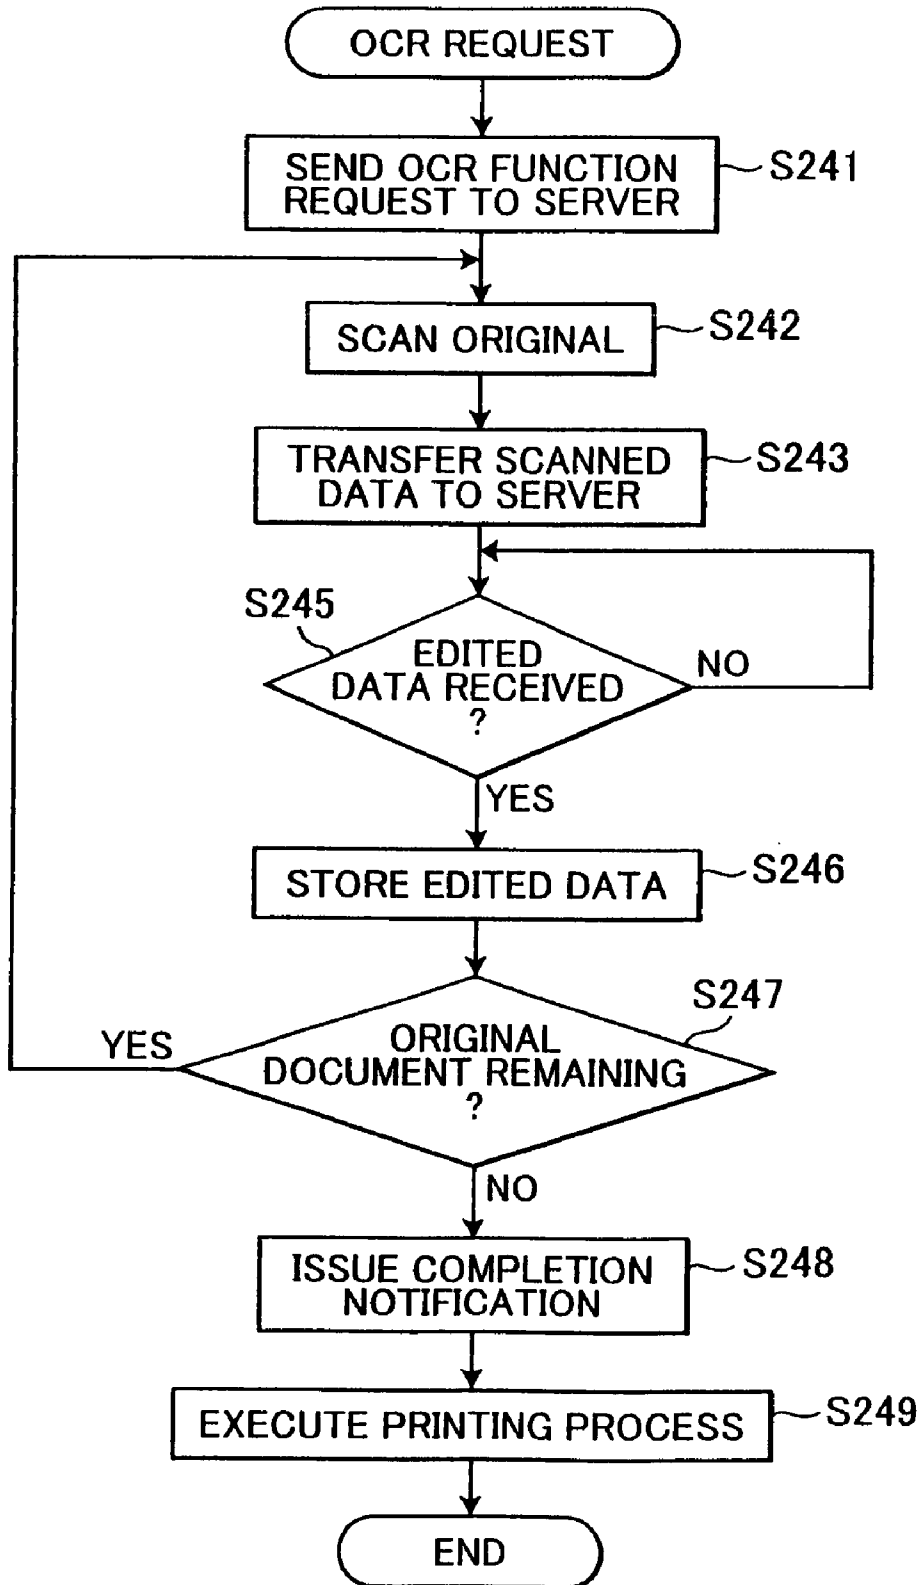 OCR REQUEST
SEND OCR FUNCTION
REQUEST TO SERVER
S241
SCAN ORIGINAL
S242
TRANSFER SCANNED
DATA TO SERVER
S243
S245
EDITED
DATA RECEIVED
?
NO
YES
STORE EDITED DATA
S246
S247
YES
ORIGINAL
DOCUMENT REMAINING
?
NO
ISSUE COMPLETION
NOTIFICATION
S248
EXECUTE PRINTING PROCESS
S249
END